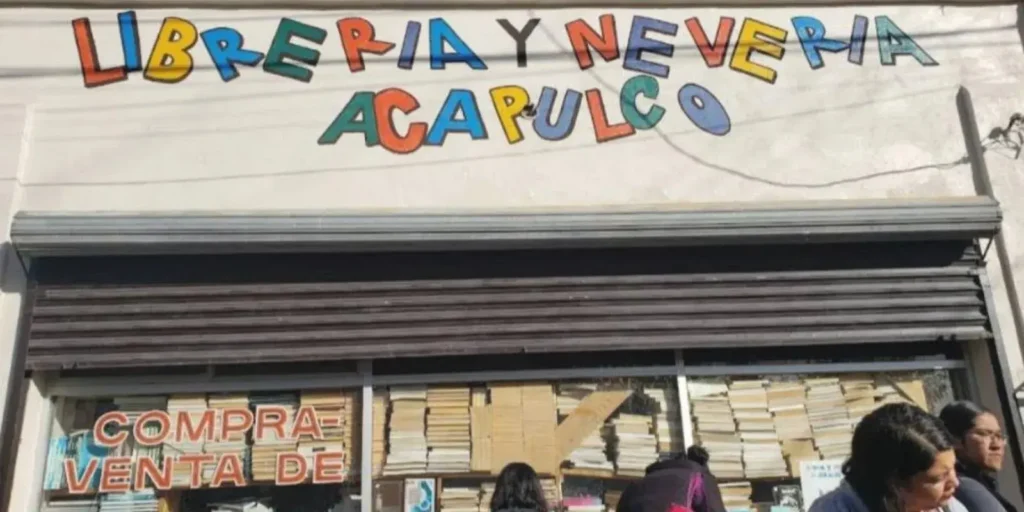 LIBRERIA Y NEVERIA
ACAPULCO
COMPRA-
VENTA DE